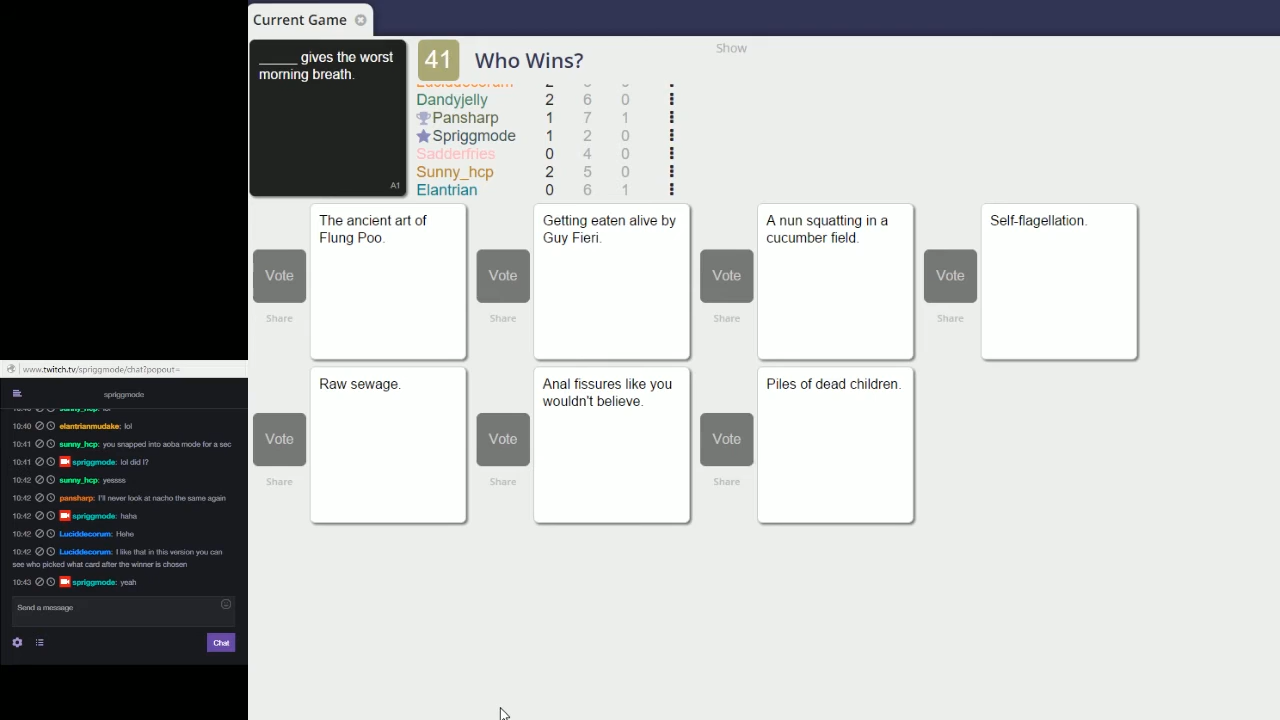 Current Game
______ gives the worst
morning breath.
A1
41
Who Wins?
Show
Luciddecorum 2
Dandyjelly 2 6 0
Pansharp 1 7 1
Spriggmode 1 2 0
Sadderfries 0 4 0
Sunny_hcp 2 5 0
Elantrian 0 6 1
Vote
Share
The ancient art of
Flung Poo.
Vote
Share
Getting eaten alive by
Guy Fieri.
Vote
Share
A nun squatting in a
cucumber field.
Vote
Share
Self-flagellation.
Vote
Share
Raw sewage.
Vote
Share
Anal fissures like you
wouldn't believe.
Vote
Share
Piles of dead children.
www.twitch.tv/spriggmode/chat?popout=
spriggmode
10:40 sunny_hcp: lol
10:40 elantrianmudake: lol
10:41 sunny_hcp: you snapped into aoba mode for a sec
10:41 spriggmode: lol did I?
10:42 sunny_hcp: yessss
10:42 pansharp: I'll never look at nacho the same again
10:42 spriggmode: haha
10:42 Luciddecorum: Hehe
10:42 Luciddecorum: I like that in this version you can
see who picked what card after the winner is chosen
10:43 spriggmode: yeah
Send a message
Chat